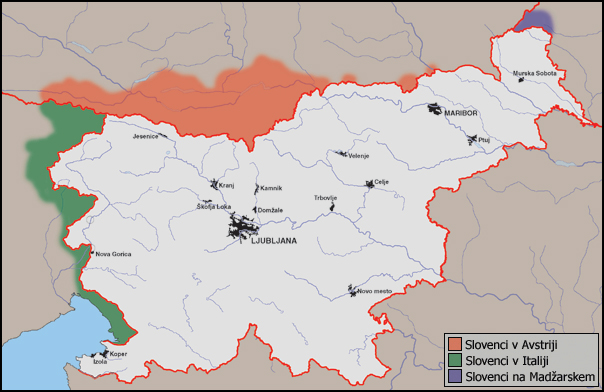 Murska Sobota
MARIBOR
Jesenice
Ptuj
Velenje
Kranj
Kamnik
Celje
Škofja Loka
Domžale
Trbovlje
LJUBLJANA
Nova Gorica
Novo mesto
Koper
Izola
Slovenci v Avstriji
Slovenci v Italiji
Slovenci na Madžarskem